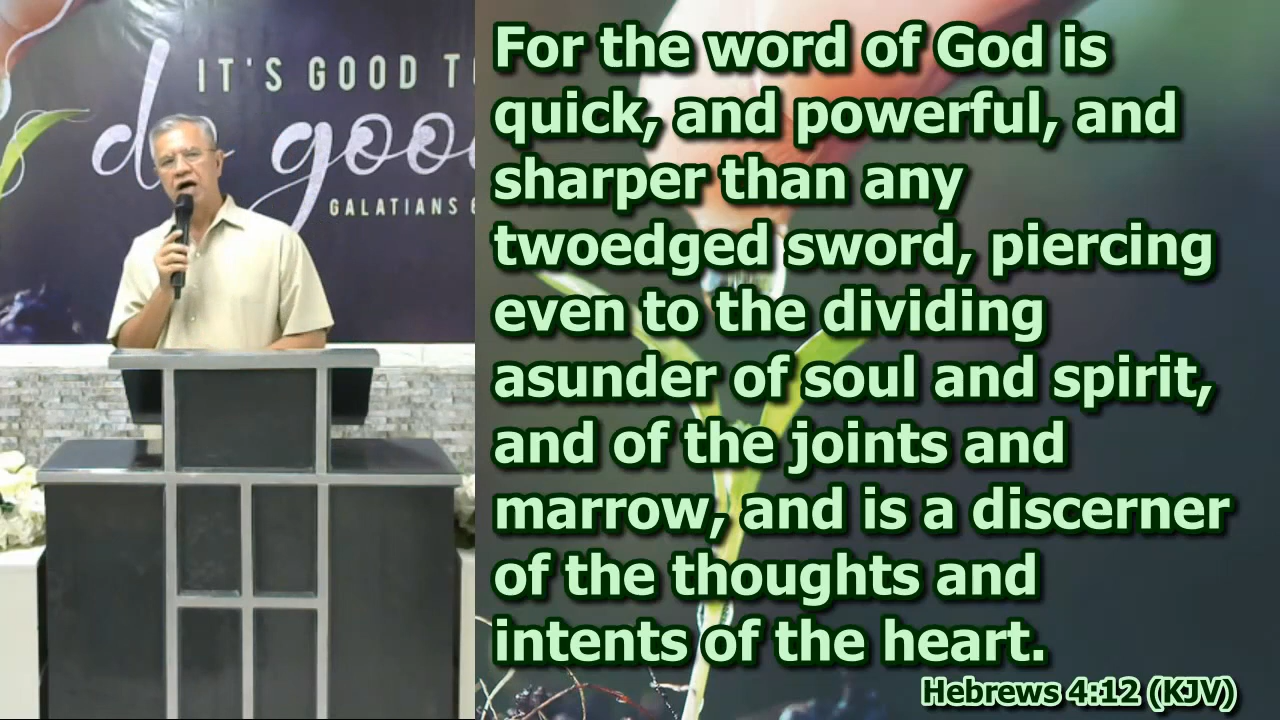 IT'S GOOD
do good
GALATIANS
For the word of God is
quick, and powerful, and
sharper than any
twoedged sword, piercing
even to the dividing
asunder of soul and spirit,
and of the joints and
marrow, and is a discerner
of the thoughts and
intents of the heart.
Hebrews 4:12 (KJV)